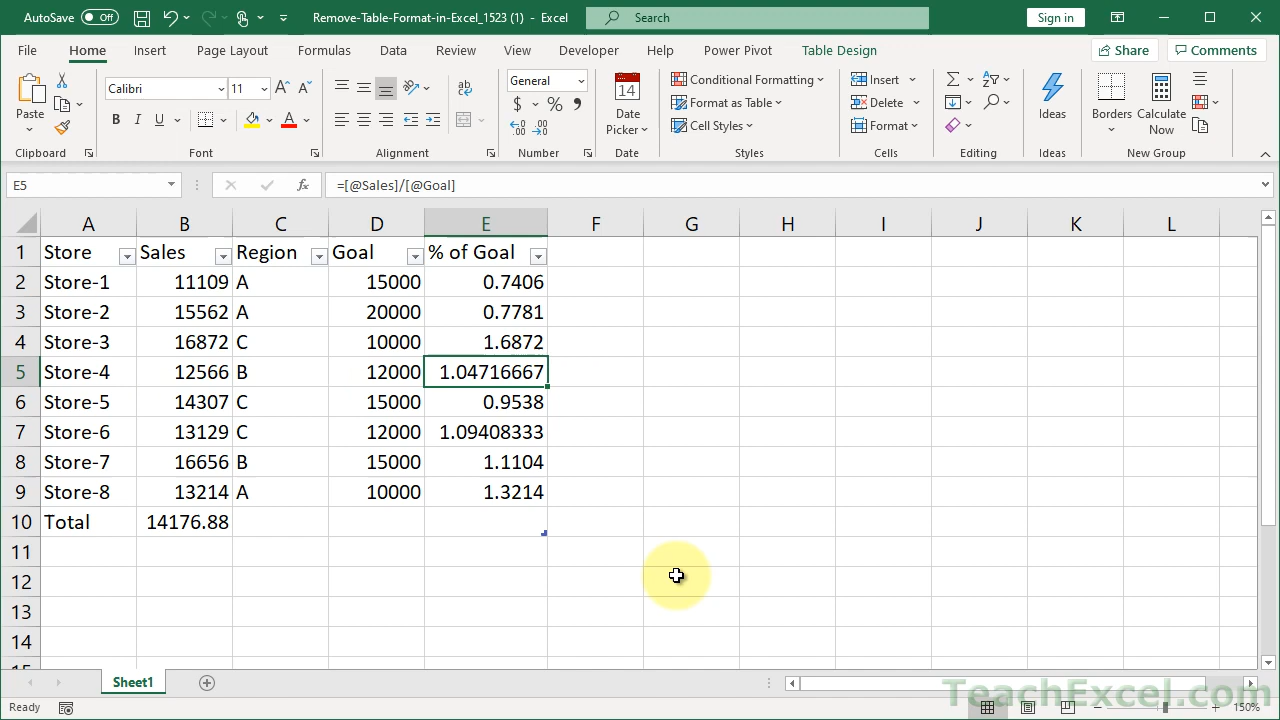 AutoSave Off Remove-Table-Format-in-Excel_1523 (1) - Excel Search Sign in
File Home Insert Page Layout Formulas Data Review View Developer Help Power Pivot Table Design Share Comments
Paste
Calibri 11
B I U
General
$ % 9
14
Date
Picker
Conditional Formatting
Format as Table
Cell Styles
Insert
Delete
Format
Ideas
Borders
Calculate
Now
Clipboard Font Alignment Number Date Styles Cells Editing Ideas New Group
E5 fx =[@Sales]/[@Goal]
A B C D E F G H I J K L
1 Store Sales Region Goal % of Goal
2 Store-1 11109 A 15000 0.7406
3 Store-2 15562 A 20000 0.7781
4 Store-3 16872 C 10000 1.6872
5 Store-4 12566 B 12000 1.04716667
6 Store-5 14307 C 15000 0.9538
7 Store-6 13129 C 12000 1.09408333
8 Store-7 16656 B 15000 1.1104
9 Store-8 13214 A 10000 1.3214
10 Total 14176.88
11
12
13
14
15
Sheet1
TeachExcel.com
Ready 150%